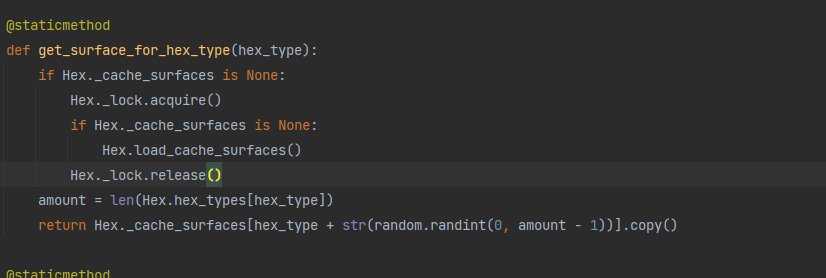 @staticmethod
def get_surface_for_hex_type(hex_type):
    if Hex._cache_surfaces is None:
        Hex._lock.acquire()
        if Hex._cache_surfaces is None:
            Hex.load_cache_surfaces()
        Hex._lock.release()
    amount = len(Hex.hex_types[hex_type])
    return Hex._cache_surfaces[hex_type + str(random.randint(0, amount - 1))].copy()
@staticmethod